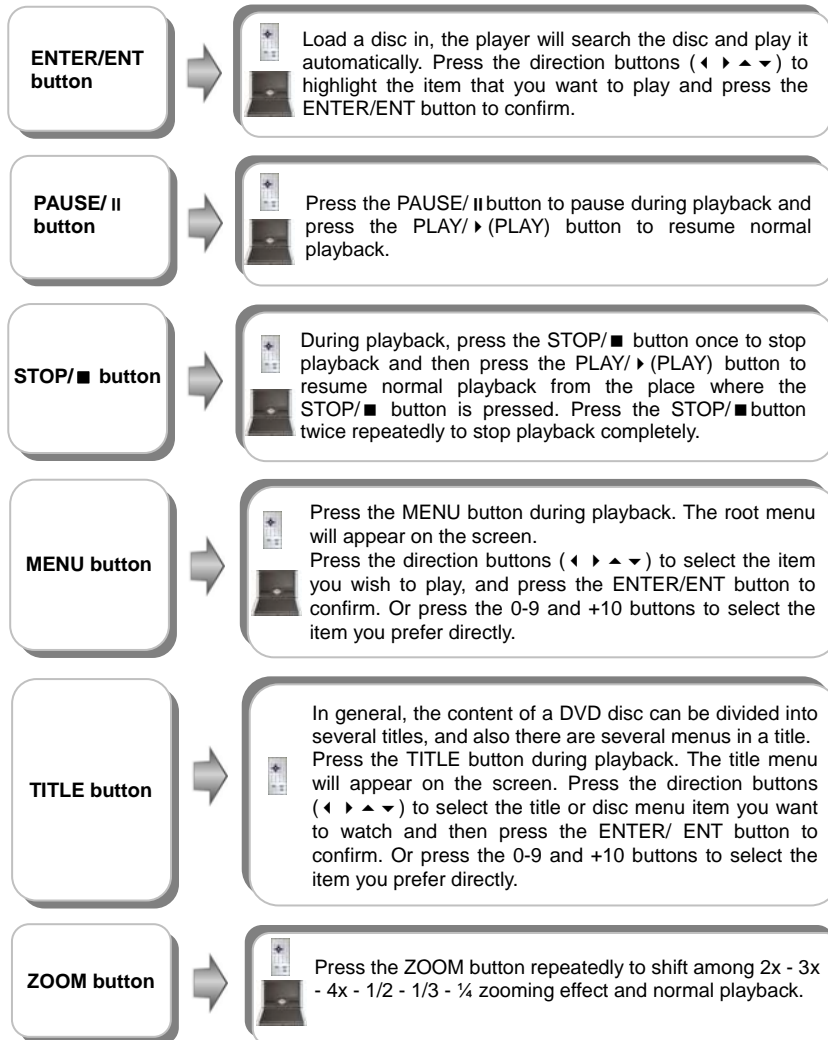 ENTER/ENT
button
Load a disc in, the player will search the disc and play it
automatically. Press the direction buttons (◂ ▸ ▴ ▾) to
highlight the item that you want to play and press the
ENTER/ENT button to confirm.
PAUSE/ ⅠⅠ
button
Press the PAUSE/ ⅠⅠ button to pause during playback and
press the PLAY/ ▸ (PLAY) button to resume normal
playback.
STOP/■ button
During playback, press the STOP/■ button once to stop
playback and then press the PLAY/ ▸ (PLAY) button to
resume normal playback from the place where the
STOP/■ button is pressed. Press the STOP/■ button
twice repeatedly to stop playback completely.
MENU button
Press the MENU button during playback. The root menu
will appear on the screen.
Press the direction buttons (◂ ▸ ▴ ▾) to select the item
you wish to play, and press the ENTER/ENT button to
confirm. Or press the 0-9 and +10 buttons to select the
item you prefer directly.
TITLE button
In general, the content of a DVD disc can be divided into
several titles, and also there are several menus in a title.
Press the TITLE button during playback. The title menu
will appear on the screen. Press the direction buttons
(◂ ▸ ▴ ▾) to select the title or disc menu item you want
to watch and then press the ENTER/ ENT button to
confirm. Or press the 0-9 and +10 buttons to select the
item you prefer directly.
ZOOM button
Press the ZOOM button repeatedly to shift among 2x - 3x
- 4x - 1/2 - 1/3 - ¼ zooming effect and normal playback.